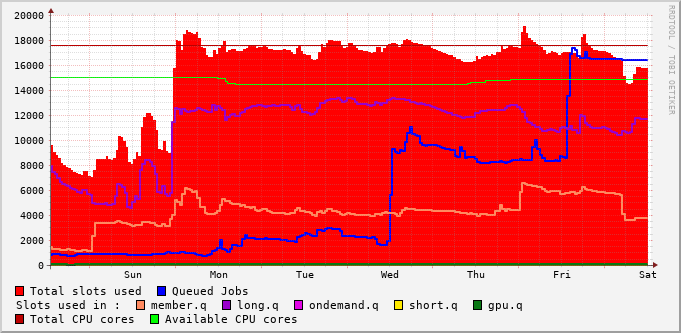 20000
18000
16000
14000
12000
10000
8000
6000
4000
2000
0
Sun Mon Tue Wed Thu Fri Sat
Total slots used Queued Jobs
Slots used in : member.q long.q ondemand.q short.q gpu.q
Total CPU cores Available CPU cores
RRDTOOL / TOBI OETIKER